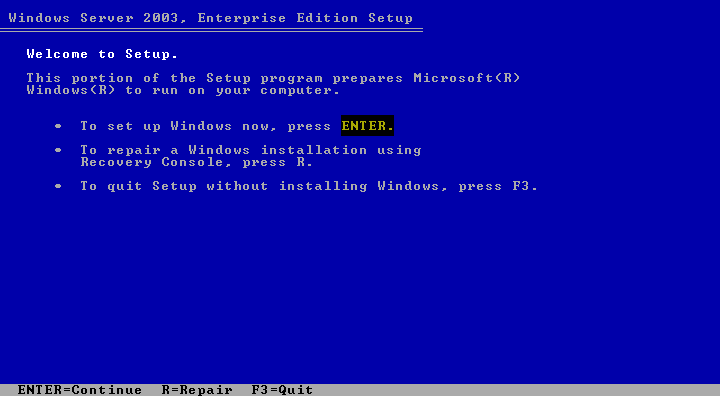 Windows Server 2003, Enterprise Edition Setup
Welcome to Setup.
This portion of the Setup program prepares Microsoft(R)
Windows(R) to run on your computer.
• To set up Windows now, press ENTER.
• To repair a Windows installation using
Recovery Console, press R.
• To quit Setup without installing Windows, press F3.
ENTER=Continue R=Repair F3=Quit